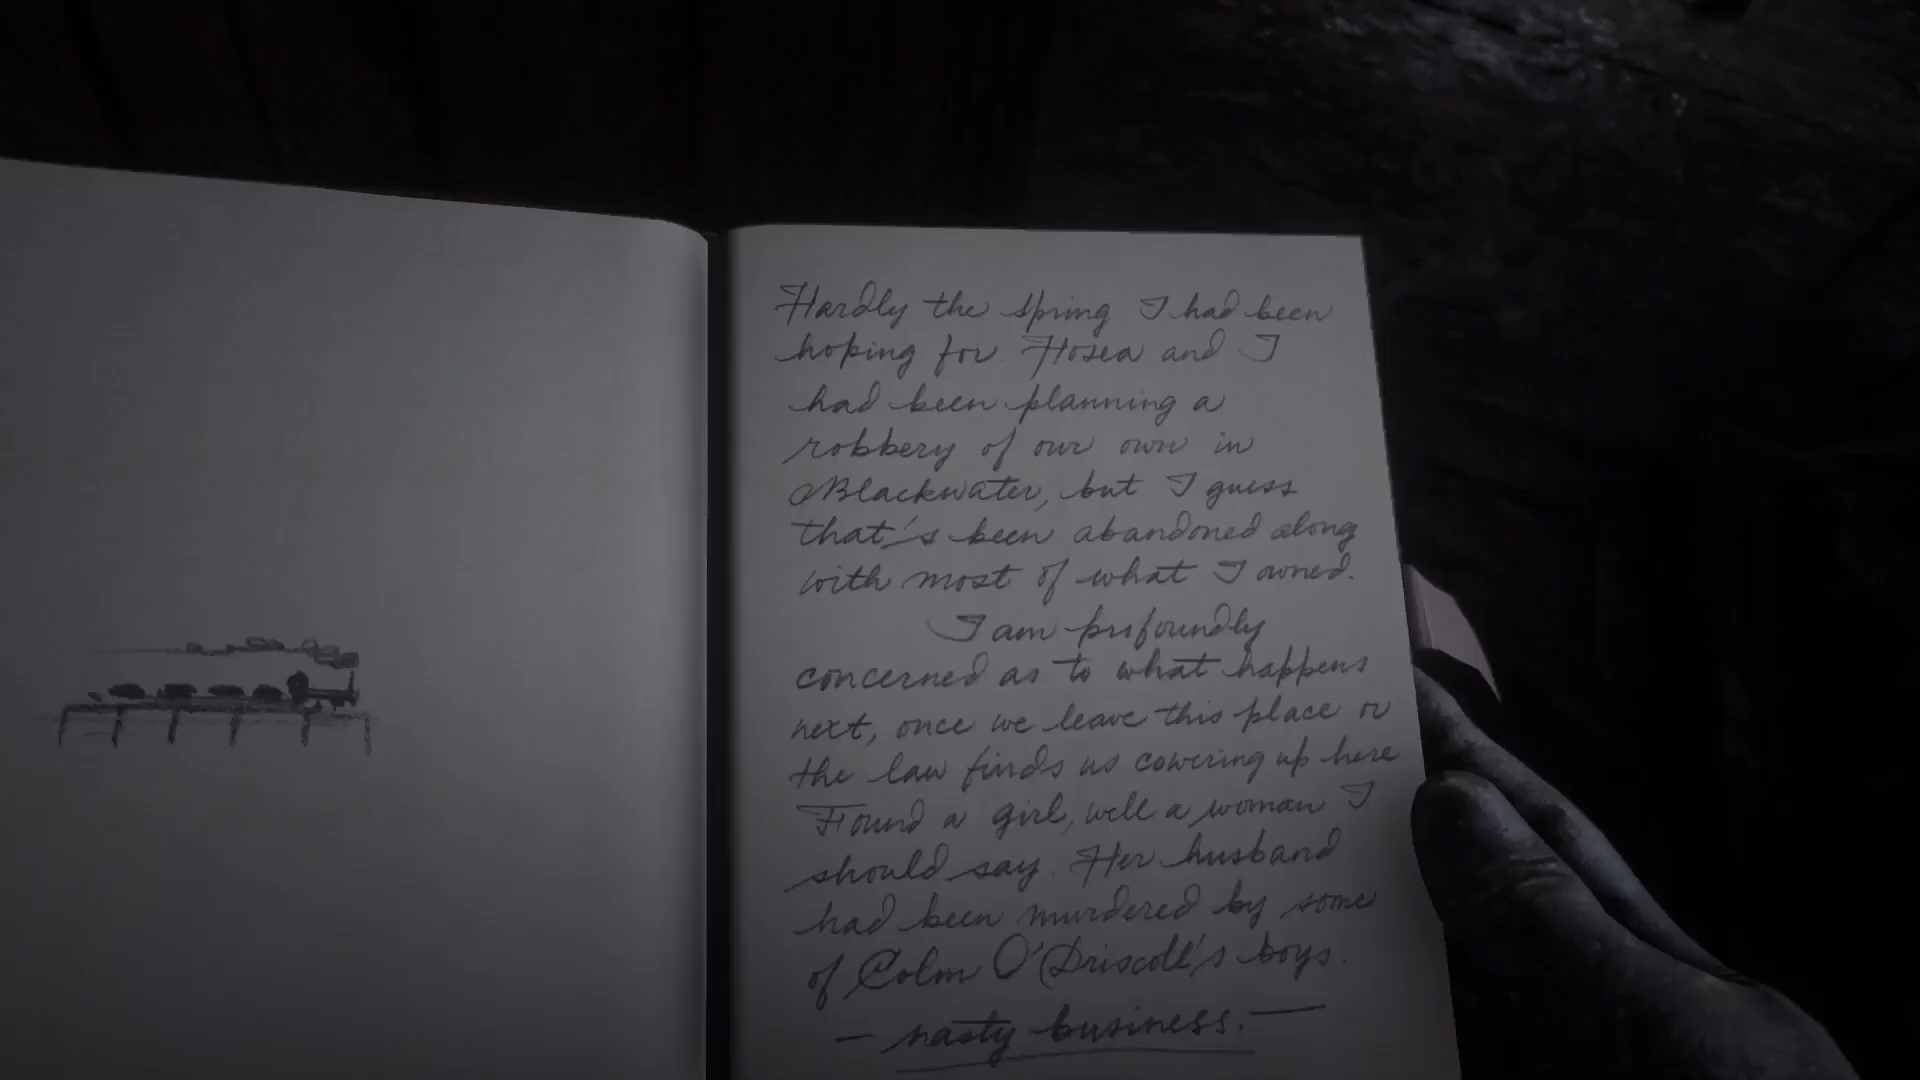 Hardly the spring I had been
hoping for. Hosea and I
had been planning a
robbery of our own in
Blackwater, but I guess
that's been abandoned along
with most of what I owned.
I am profoundly
concerned as to what happens
next, once we leave this place or
the law finds us cowering up here
Found a girl, well a woman I
should say. Her husband
had been murdered by some
of Colm O'Driscoll's boys.
— nasty business. —